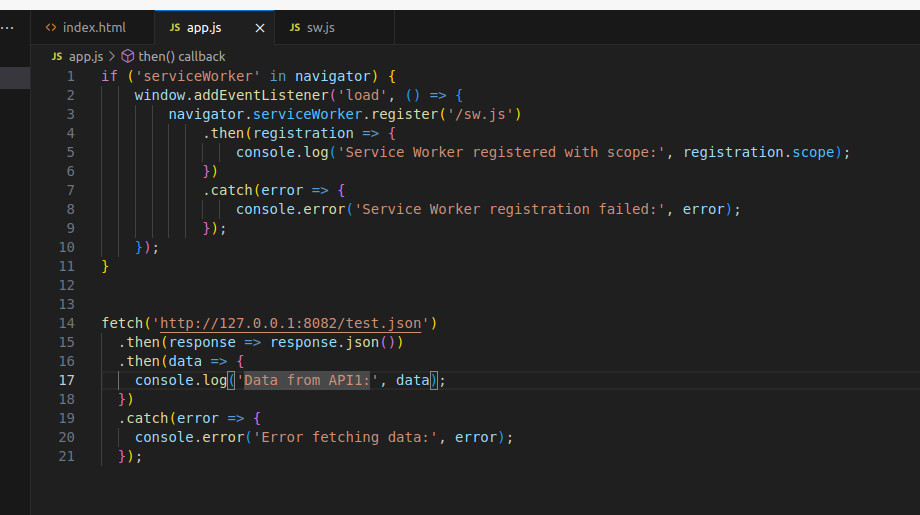 ··· <> index.html JS app.js × JS sw.js
JS app.js > then() callback
1 if ('serviceWorker' in navigator) {
2 window.addEventListener('load', () => {
3 navigator.serviceWorker.register('/sw.js')
4 .then(registration => {
5 console.log('Service Worker registered with scope:', registration.scope);
6 })
7 .catch(error => {
8 console.error('Service Worker registration failed:', error);
9 });
10 });
11 }
12
13
14 fetch('http://127.0.0.1:8082/test.json')
15 .then(response => response.json())
16 .then(data => {
17 console.log('Data from API1:', data);
18 })
19 .catch(error => {
20 console.error('Error fetching data:', error);
21 });